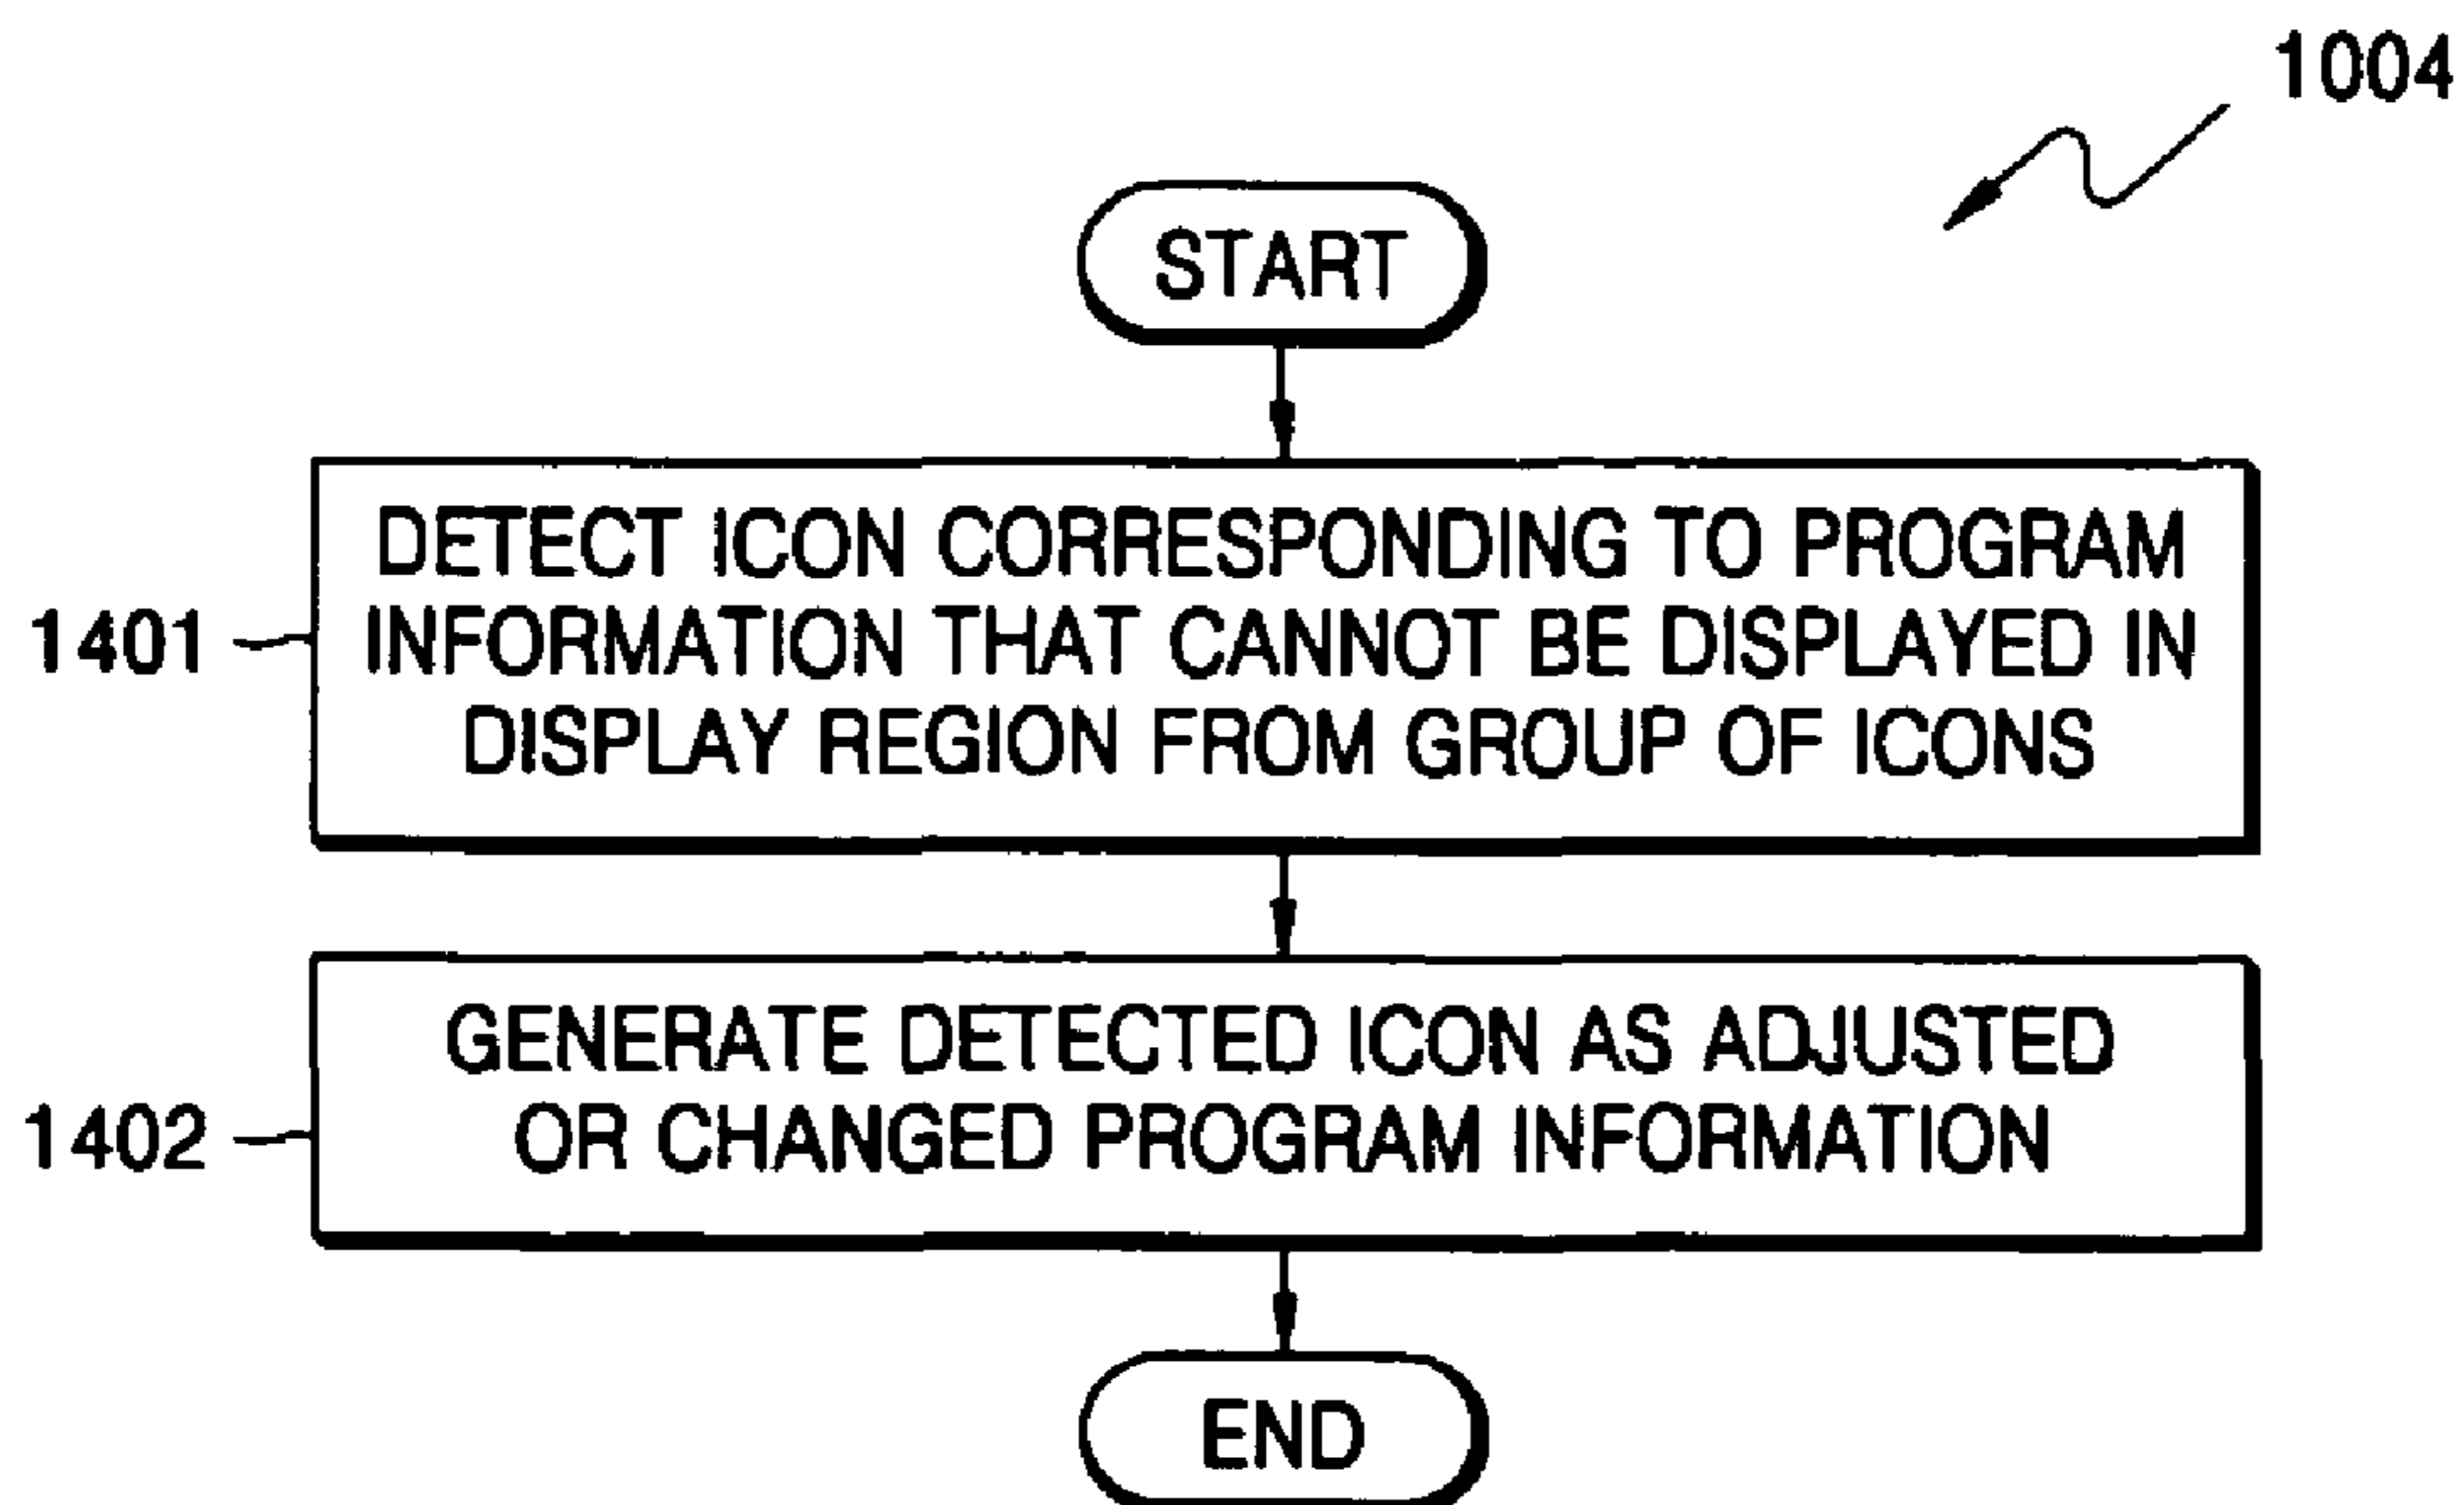 1004
START
DETECT ICON CORRESPONDING TO PROGRAM
1401
INFORMATION THAT CANNOT BE DISPLAYED IN
DISPLAY REGION FROM GROUP OF ICONS
GENERATE DETECTED ICON AS ADJUSTED
1402
OR CHANGED PROGRAM INFORMATION
END